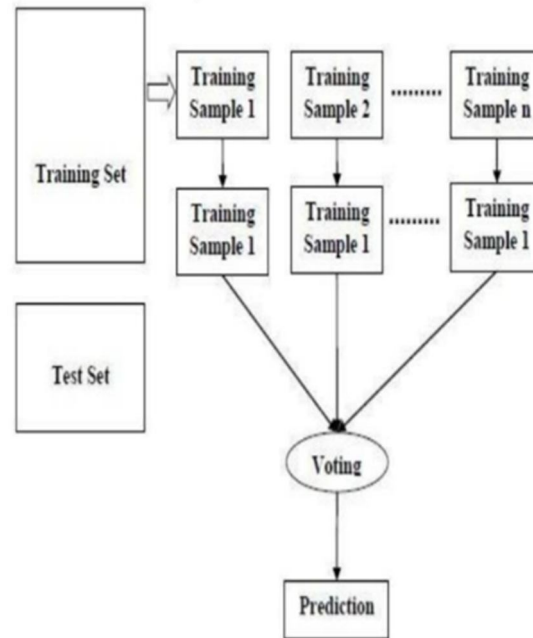 Training
Sample 1
Training
Sample 2
Training
Sample n
Training Set
Training
Sample 1
Training
Sample 1
Training
Sample 1
Test Set
Voting
Prediction